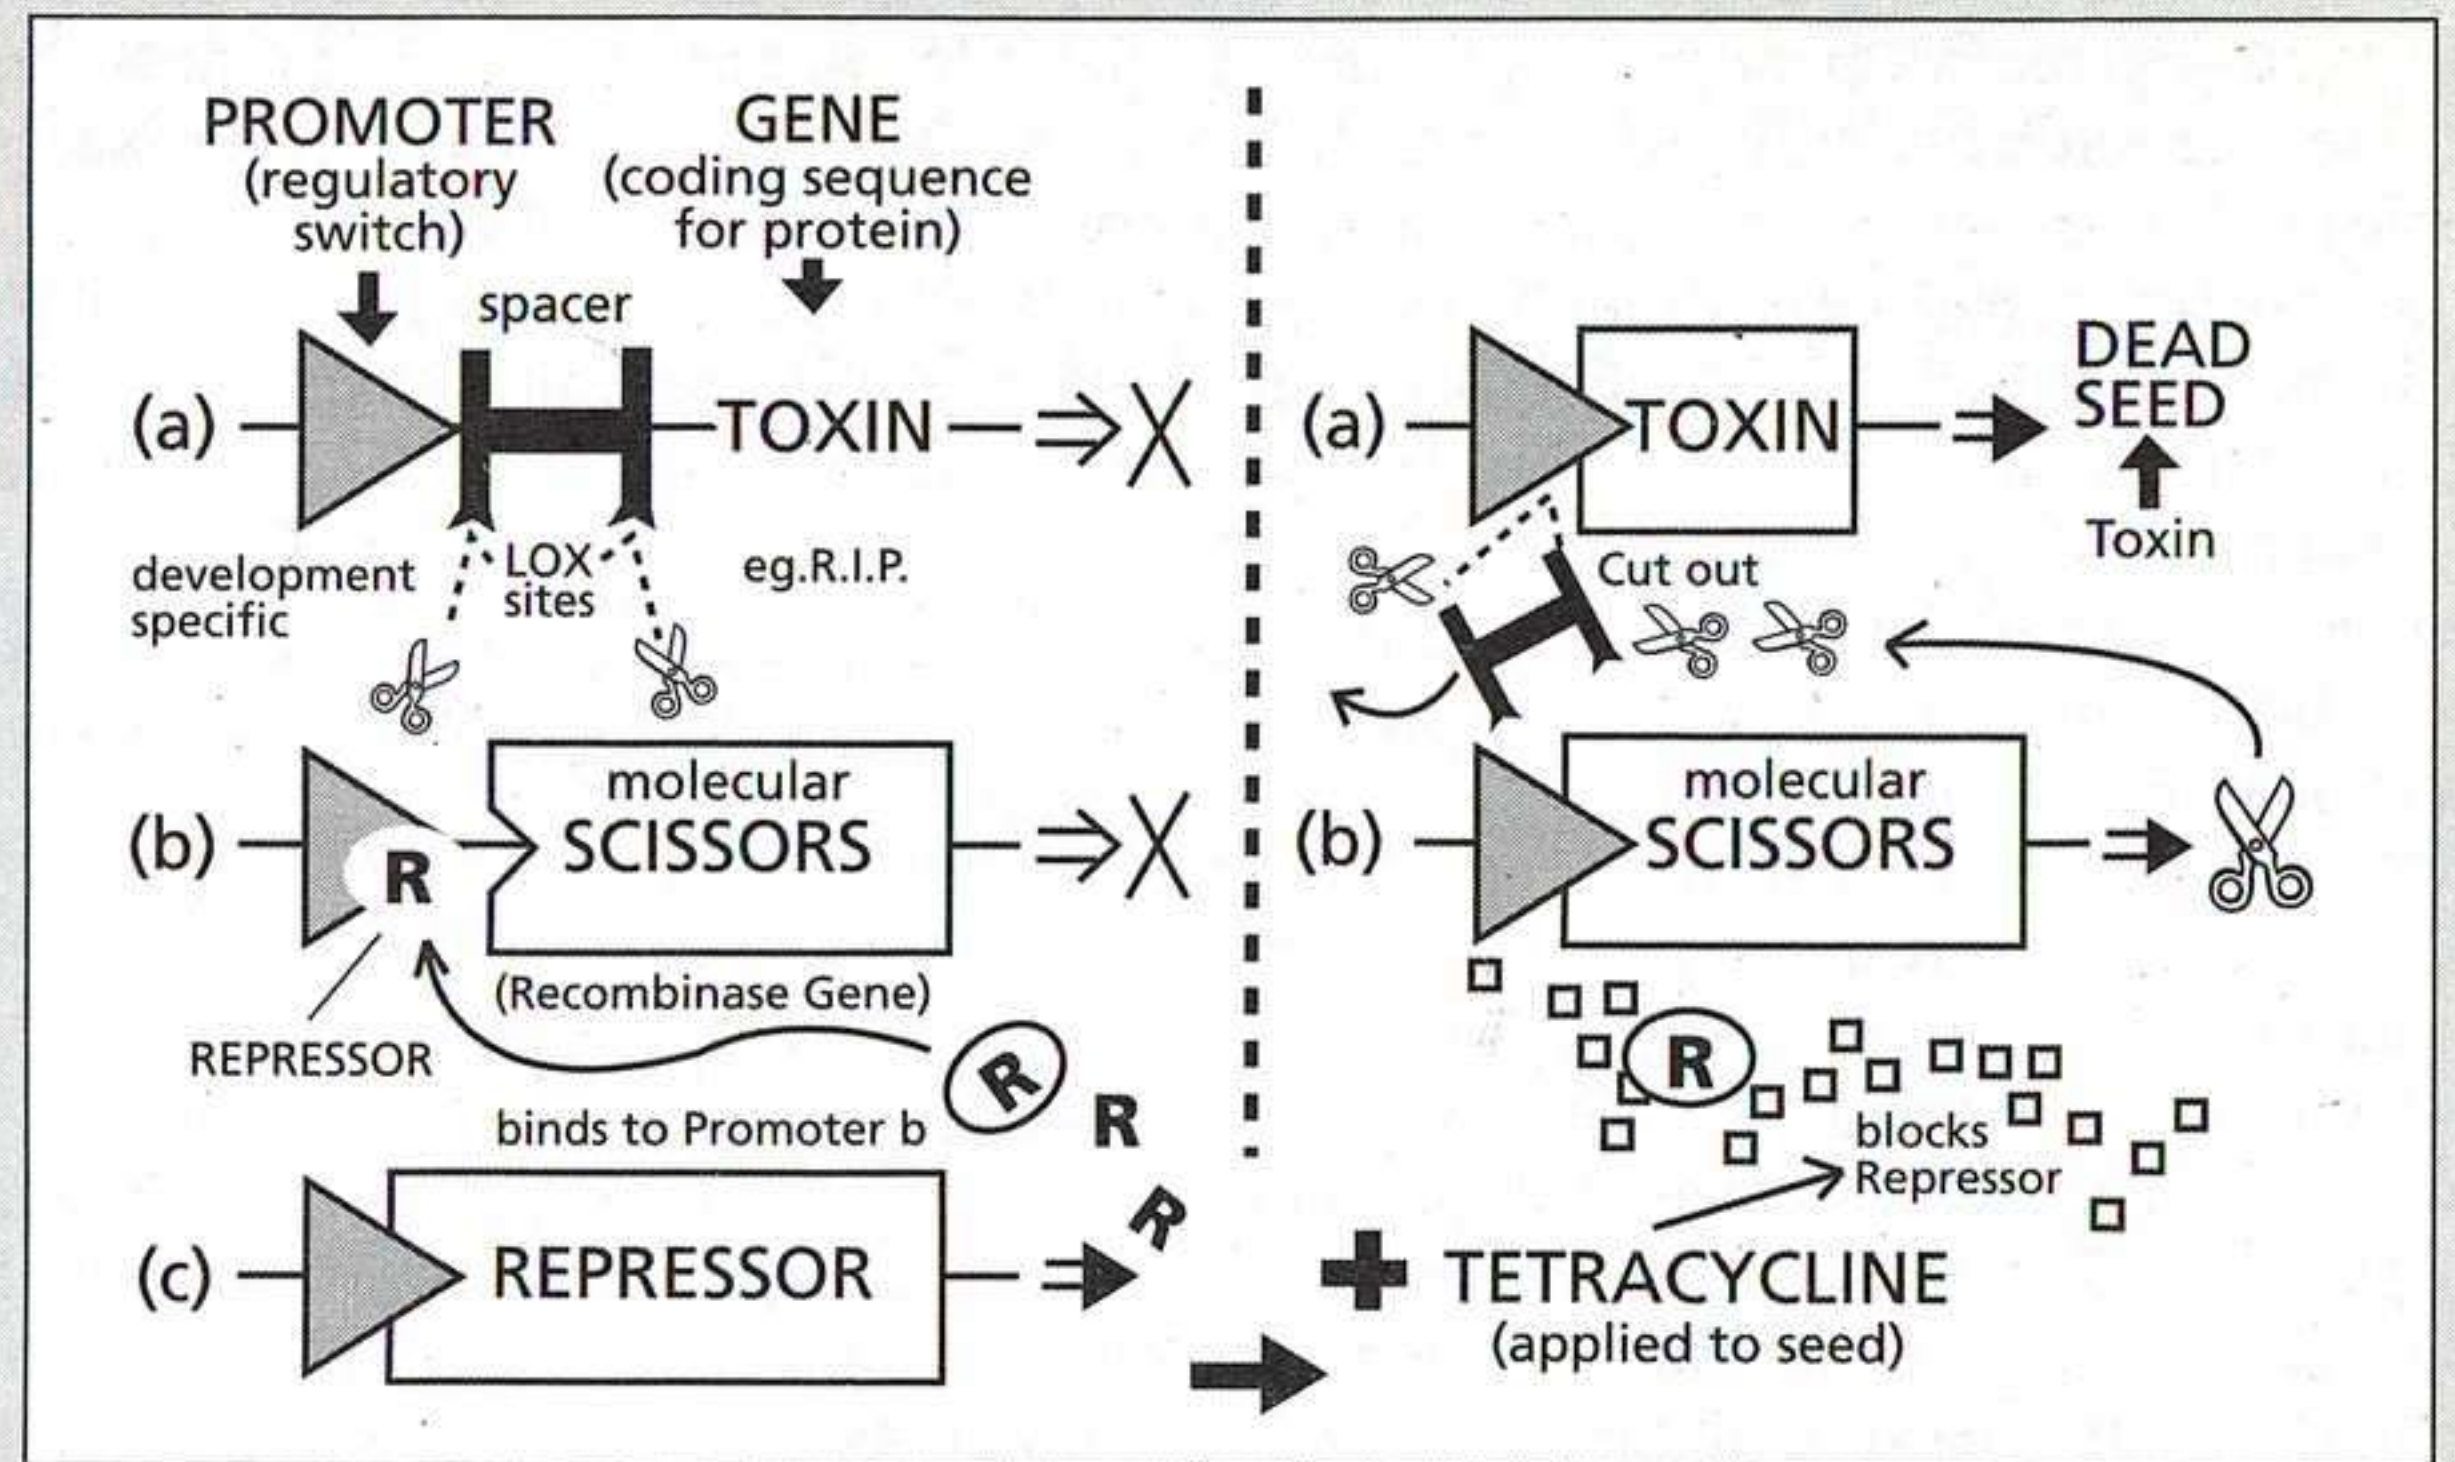 PROMOTER
(regulatory
switch)
GENE
(coding sequence
for protein)
spacer
(a)
TOXIN
development
specific
LOX
sites
eg.R.I.P.
(b)
R
molecular
SCISSORS
(Recombinase Gene)
REPRESSOR
R
R
binds to Promoter b
R
(c)
REPRESSOR
(a)
TOXIN
DEAD
SEED
Toxin
Cut out
(b)
molecular
SCISSORS
R
blocks
Repressor
TETRACYCLINE
(applied to seed)